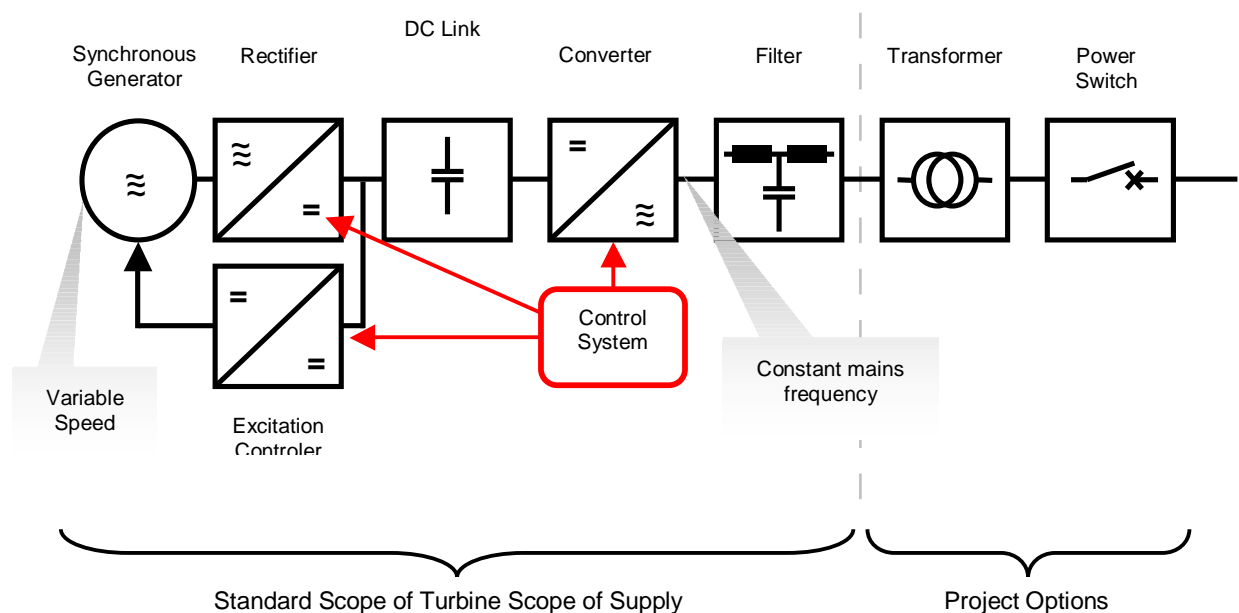 DC Link
Synchronous
Generator
Rectifier
Converter
Filter
Transformer
Power
Switch
Control
System
Variable
Speed
Constant mains
frequency
Excitation
Controler
Standard Scope of Turbine Scope of Supply
Project Options